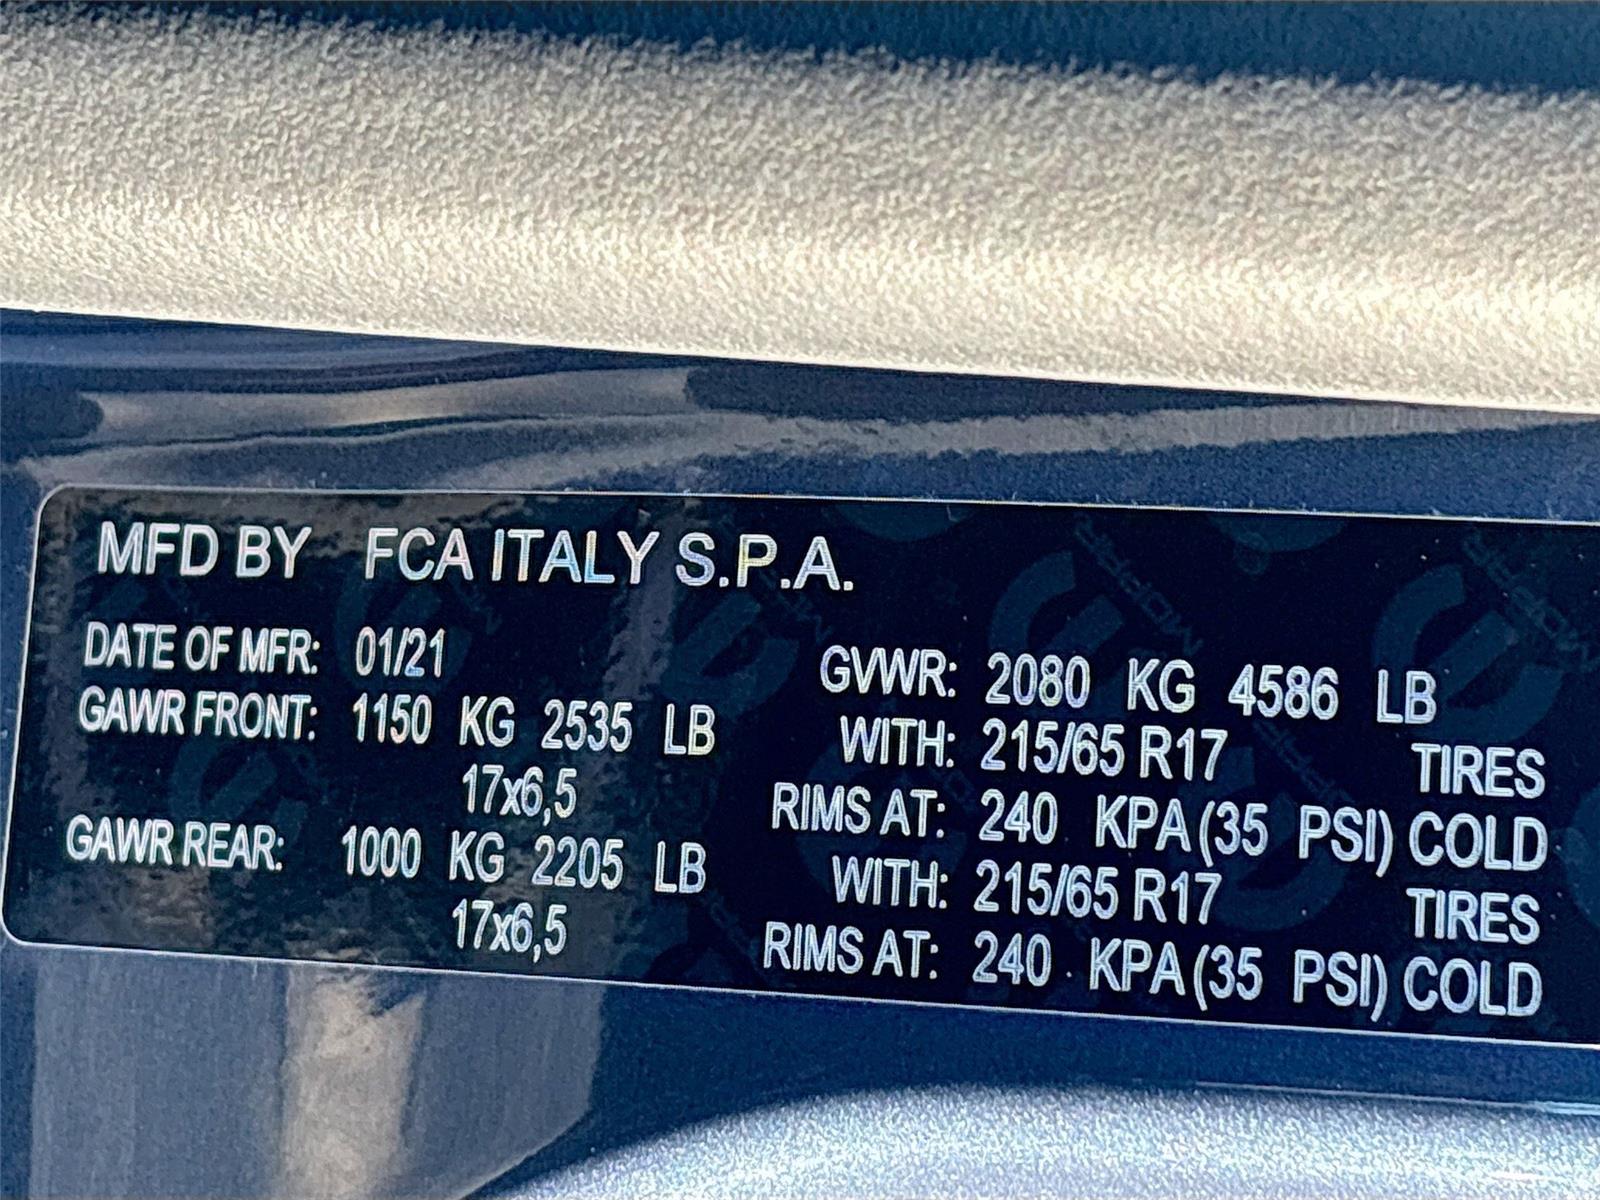 MFD BY FCA ITALY S.P.A.
DATE OF MFR: 01/21 GVWR: 2080 KG 4586 LB
GAWR FRONT: 1150 KG 2535 LB WITH: 215/65 R17 TIRES
17x6,5 RIMS AT: 240 KPA(35 PSI) COLD
GAWR REAR: 1000 KG 2205 LB WITH: 215/65 R17 TIRES
17x6,5 RIMS AT: 240 KPA(35 PSI) COLD
MOPAR